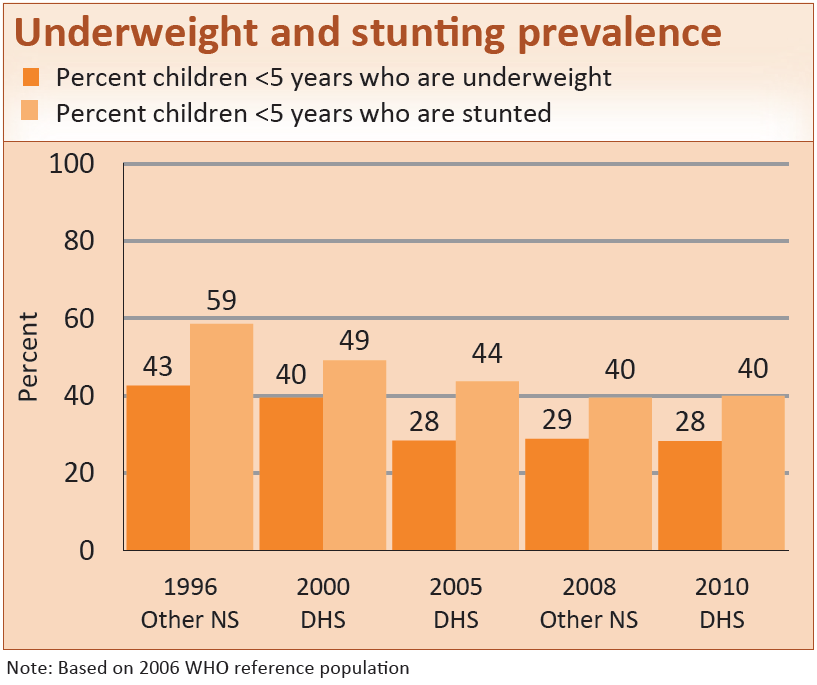 Underweight and stunting prevalence
Percent children <5 years who are underweight
Percent children <5 years who are stunted
100
80
60
40
20
0
Percent
43
59
40
49
28
44
29
40
28
40
1996
Other NS
2000
DHS
2005
DHS
2008
Other NS
2010
DHS
Note: Based on 2006 WHO reference population